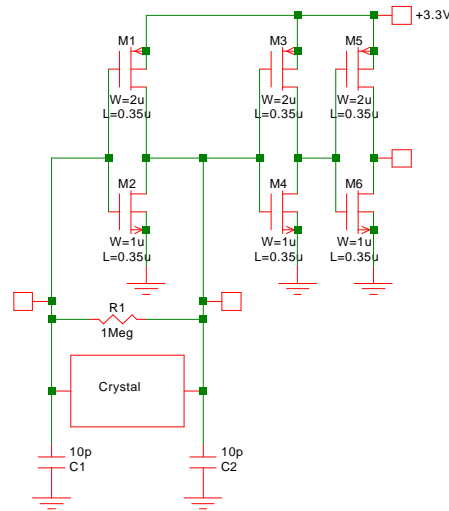 +3.3V
M1
W=2u
L=0.35u
M3
W=2u
L=0.35u
M5
W=2u
L=0.35u
M2
W=1u
L=0.35u
M4
W=1u
L=0.35u
M6
W=1u
L=0.35u
R1
1Meg
Crystal
10p
C1
10p
C2